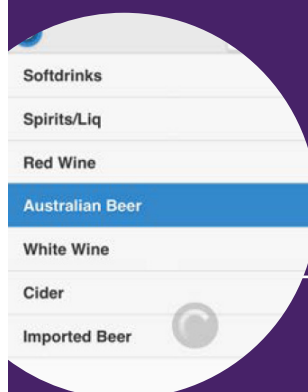 Softdrinks
Spirits/Liq
Red Wine
Australian Beer
White Wine
Cider
Imported Beer